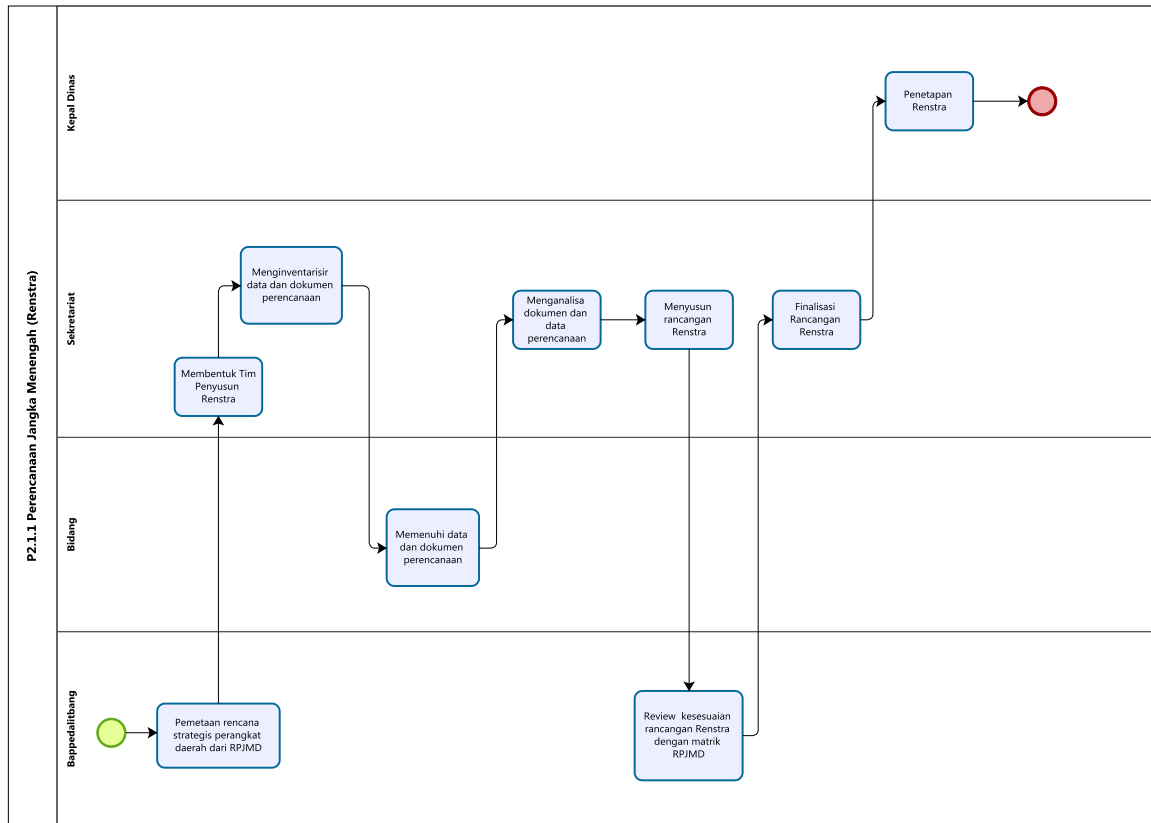 P2.1.1 Perencanaan Jangka Menengah (Renstra)
Kepal Dinas
Penetapan
Renstra
Sekretariat
Menginventarisir
data dan dokumen
perencanaan
Membentuk Tim
Penyusun
Renstra
Menganalisa
dokumen dan
data
perencanaan
Menyusun
rancangan
Renstra
Finalisasi
Rancangan
Renstra
Bidang
Memenuhi data
dan dokumen
perencanaan
Bappedalitbang
Pemetaan rencana
strategis perangkat
daerah dari RPJMD
Review kesesuaian
rancangan Renstra
dengan matrik
RPJMD